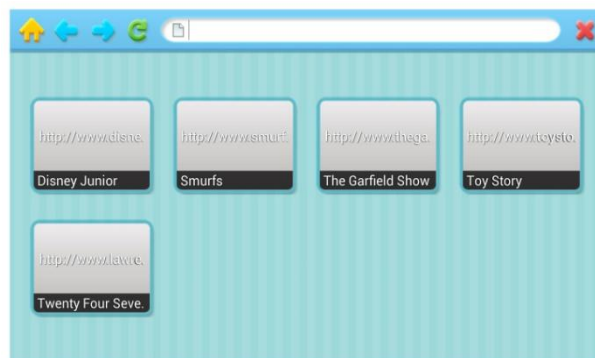 http://www.disne.
http://www.smurf.
http://www.thega.
http://www.toysto.
Disney Junior
Smurfs
The Garfield Show
Toy Story
http://www.lawre.
Twenty Four Seve.